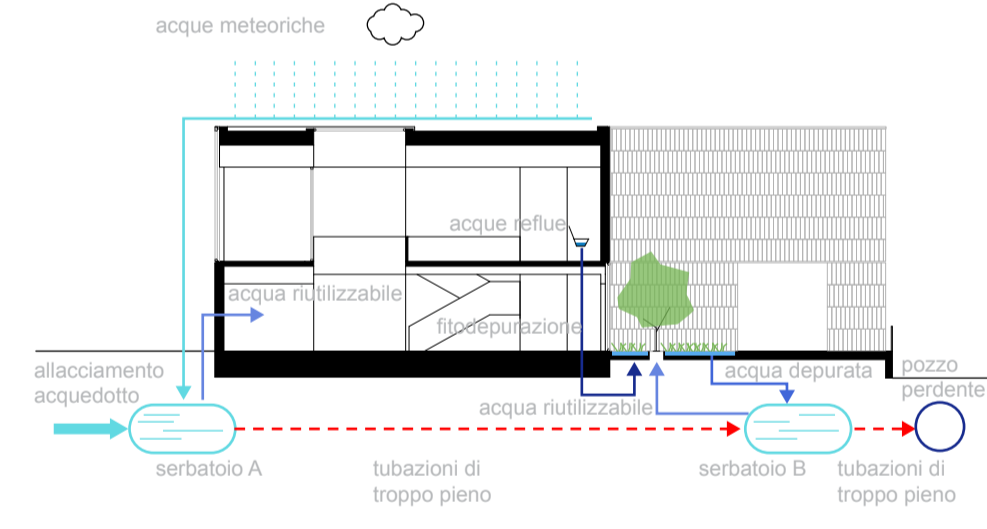 acque meteoriche
acque reflue
acqua riutilizzabile
fitodepurazione
allacciamento
acquedotto
acqua depurata
pozzo
perdente
acqua riutilizzabile
serbatoio A
tubazioni di
troppo pieno
serbatoio B
tubazioni di
troppo pieno